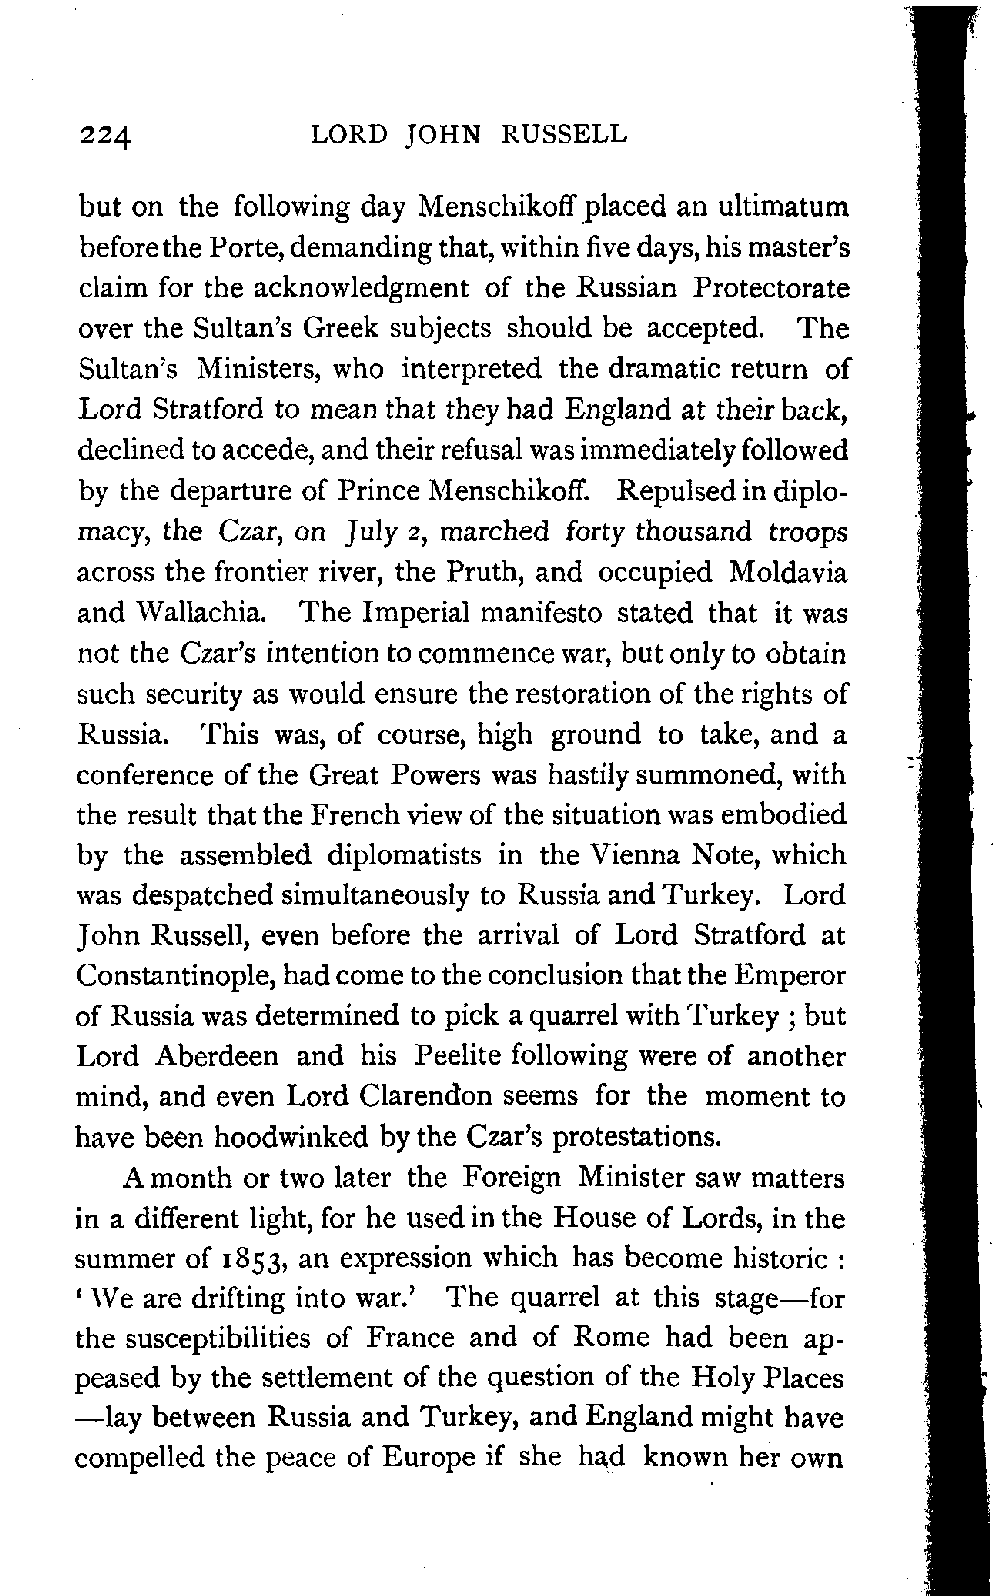 224 LORD JOHN RUSSELL
but on the following day Menschikoff placed an ultimatum
before the Porte, demanding that, within five days, his master's
claim for the acknowledgment of the Russian Protectorate
over the Sultan's Greek subjects should be accepted. The
Sultan's Ministers, who interpreted the dramatic return of
Lord Stratford to mean that they had England at their back,
declined to accede, and their refusal was immediately followed
by the departure of Prince Menschikoff. Repulsed in diplo-
macy, the Czar, on July 2, marched forty thousand troops
across the frontier river, the Pruth, and occupied Moldavia
and Wallachia. The Imperial manifesto stated that it was
not the Czar's intention to commence war, but only to obtain
such security as would ensure the restoration of the rights of
Russia. This was, of course, high ground to take, and a
conference of the Great Powers was hastily summoned, with
the result that the French view of the situation was embodied
by the assembled diplomatists in the Vienna Note, which
was despatched simultaneously to Russia and Turkey. Lord
John Russell, even before the arrival of Lord Stratford at
Constantinople, had come to the conclusion that the Emperor
of Russia was determined to pick a quarrel with Turkey ; but
Lord Aberdeen and his Peelite following were of another
mind, and even Lord Clarendon seems for the moment to
have been hoodwinked by the Czar's protestations.
A month or two later the Foreign Minister saw matters
in a different light, for he used in the House of Lords, in the
summer of 1853, an expression which has become historic :
' We are drifting into war.' The quarrel at this stage—for
the susceptibilities of France and of Rome had been ap-
peased by the settlement of the question of the Holy Places
—lay between Russia and Turkey, and England might have
compelled the peace of Europe if she had known her own